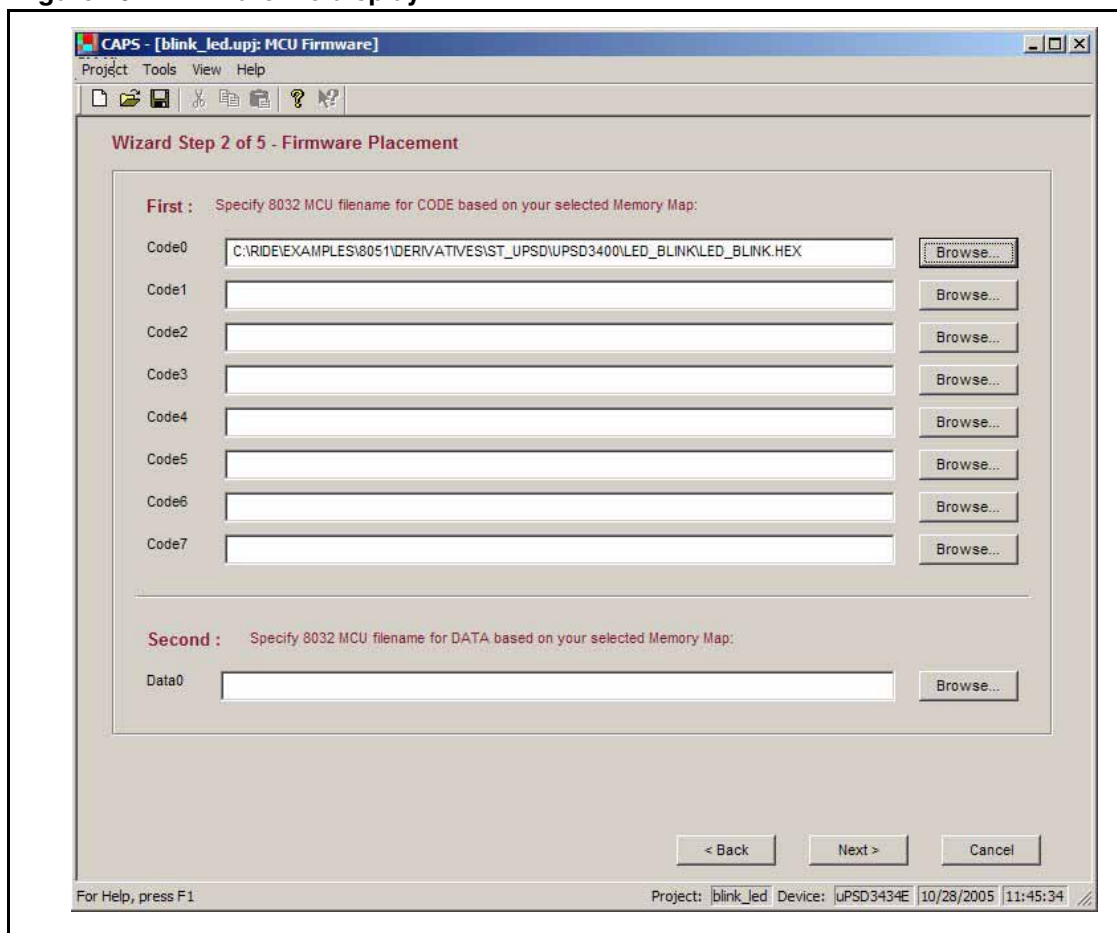 CAPS - [blink_led.upj: MCU Firmware]
Project Tools View Help
Wizard Step 2 of 5 - Firmware Placement
First : Specify 8032 MCU filename for CODE based on your selected Memory Map:
Code0 C:\RIDE\EXAMPLES\8051\DERIVATIVES\ST_UPSD\UPSD3400\LED_BLINK\LED_BLINK.HEX Browse...
Code1 Browse...
Code2 Browse...
Code3 Browse...
Code4 Browse...
Code5 Browse...
Code6 Browse...
Code7 Browse...
Second : Specify 8032 MCU filename for DATA based on your selected Memory Map:
Data0 Browse...
< Back Next > Cancel
For Help, press F1 Project: blink_led Device: uPSD3434E 10/28/2005 11:45:34